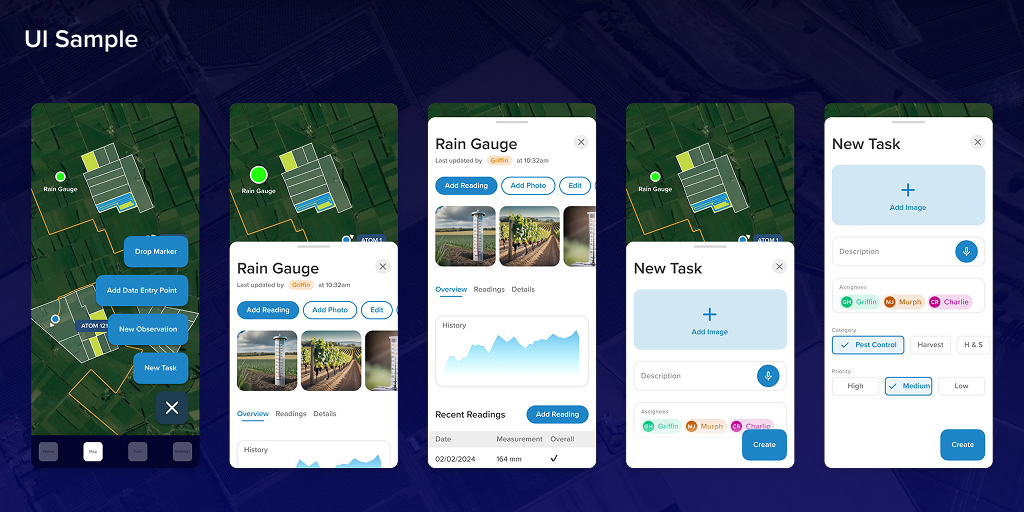 UI Sample
Rain Gauge
Drop Marker
Add Data Entry Point
ATOM 121
New Observation
New Task
Map
Rain Gauge
ATOM 1
Rain Gauge
Last updated by Griffin at 10:32am
Add Reading Add Photo Edit
Overview Readings Details
History
Rain Gauge
Last updated by Griffin at 10:32am
Add Reading Add Photo Edit
Overview Readings Details
History
Recent Readings Add Reading
Date Measurement Overall
02/02/2024 164 mm
Rain Gauge
ATOM 1
New Task
Add Image
Description
Assignees
GH Griffin MJ Murph CR Charlie
Create
New Task
Add Image
Description
Assignees
GH Griffin MJ Murph CR Charlie
Category
Pest Control Harvest H & S
Priority
High Medium Low
Create